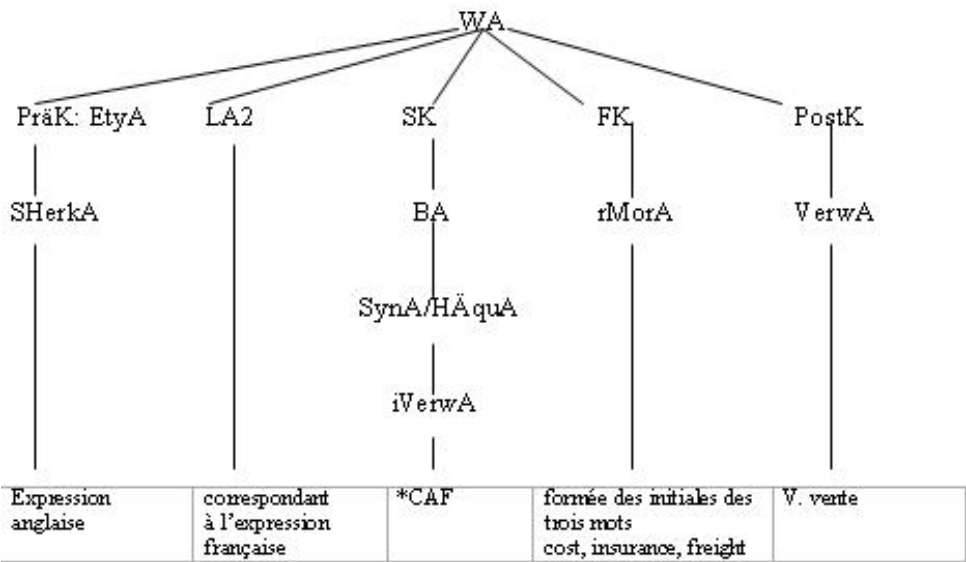 WA
PräK: EtyA LA2 SK FK PostK
SHerkA BA rMorA VerwA
SynA/HÄquA
iVerwA
Expression
anglaise
correspondant
à l'expression
française
*CAF
formée des initiales des
trois mots
cost, insurance, freight
V. vente